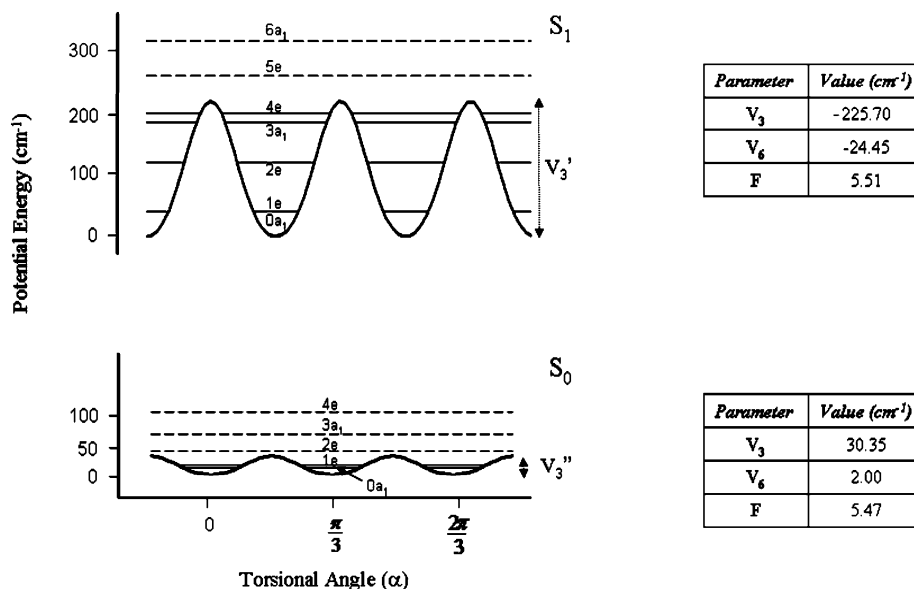 S₁
6a₁
300
5e
4e
200
3a₁
2e
V₃'
100
1e
0a₁
0
Potential Energy (cm⁻¹)
Parameter Value (cm⁻¹)
V₃ -225.70
V₆ -24.45
F 5.51
S₀
4e
100
3a₁
2e
50
1e
V₃"
0
0a₁
0 π/3 2π/3
Torsional Angle (α)
Parameter Value (cm⁻¹)
V₃ 30.35
V₆ 2.00
F 5.47